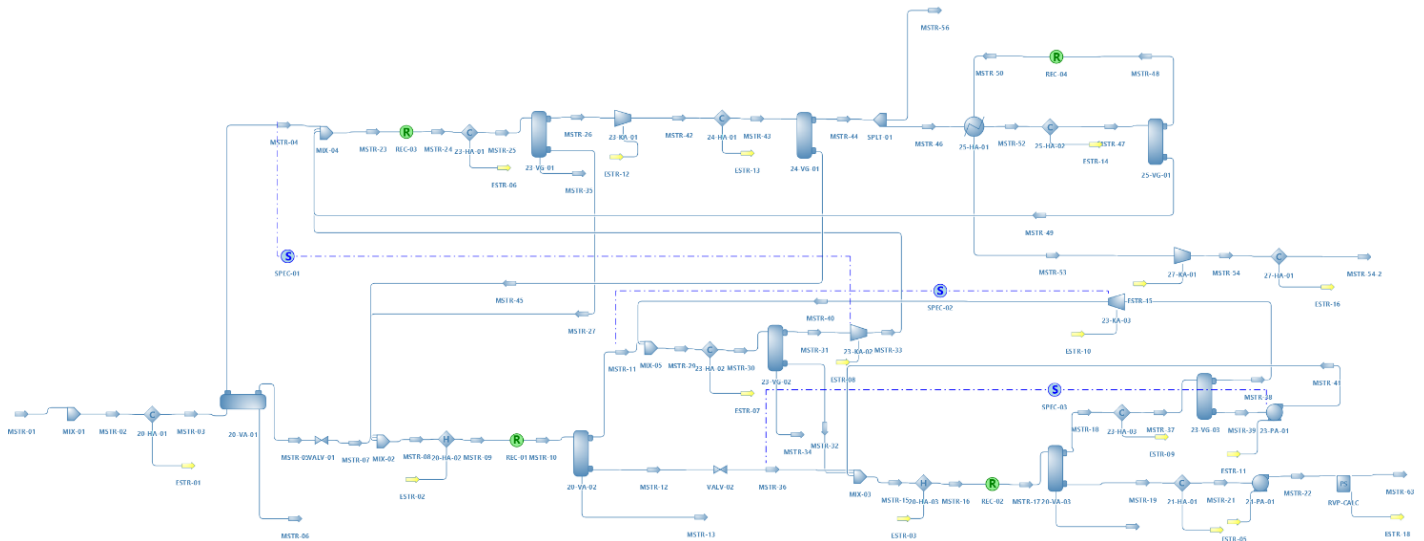 MSTR-56
MSTR 50
R
REC-04
MSTR-48
MSTR-04
MIX-04
MSTR-23
R
REC-03
MSTR-24
C
23-HA-01
MSTR-25
23 VG 01
MSTR-26
23-KA-01
MSTR-42
C
24-HA-01
MSTR-43
24-VG 01
MSTR-44
SPLT-01
MSTR-46
25-HA-01
MSTR-52
C
25-HA-02
MSTR-47
25-VG-01
ESTR-06
MSTR-35
ESTR-12
ESTR-13
ESTR-14
MSTR 49
S
SPEC-01
MSTR-53
27-KA-01
MSTR 54
C
27-HA-01
MSTR 54-2
MSTR-45
S
SPEC-02
ESTR-15
ESTR-16
MSTR-27
MSTR-40
23-KA-03
ESTR-10
MSTR-11
MIX-05
MSTR-29
C
23-HA-02
MSTR-30
23-VG-02
MSTR-31
23-KA-02
MSTR-33
ESTR-08
MSTR 41
ESTR-07
S
SPEC-03
MSTR-38
MSTR-01
MIX-01
MSTR-02
C
20-HA-01
MSTR-03
20-VA-01
MSTR-05
VALV-01
MSTR-07
MIX-02
MSTR-08
H
20-HA-02
MSTR-09
R
REC-01
MSTR-10
20-VA-02
MSTR-34
MSTR-32
MSTR-18
C
23-HA-03
MSTR-37
23-VG-03
MSTR-39
23-PA-01
ESTR-01
ESTR-02
MSTR-12
VALV-02
MSTR-36
MIX-03
MSTR-15
H
20-HA-03
MSTR-16
R
REC-02
MSTR-17
20-VA-03
ESTR-09
ESTR-11
MSTR-19
C
21-HA-01
MSTR-21
21-PA-01
MSTR-22
PS
RVP-CALC
MSTR-63
MSTR-06
MSTR-13
ESTR-03
ESTR-05
ESTR-18